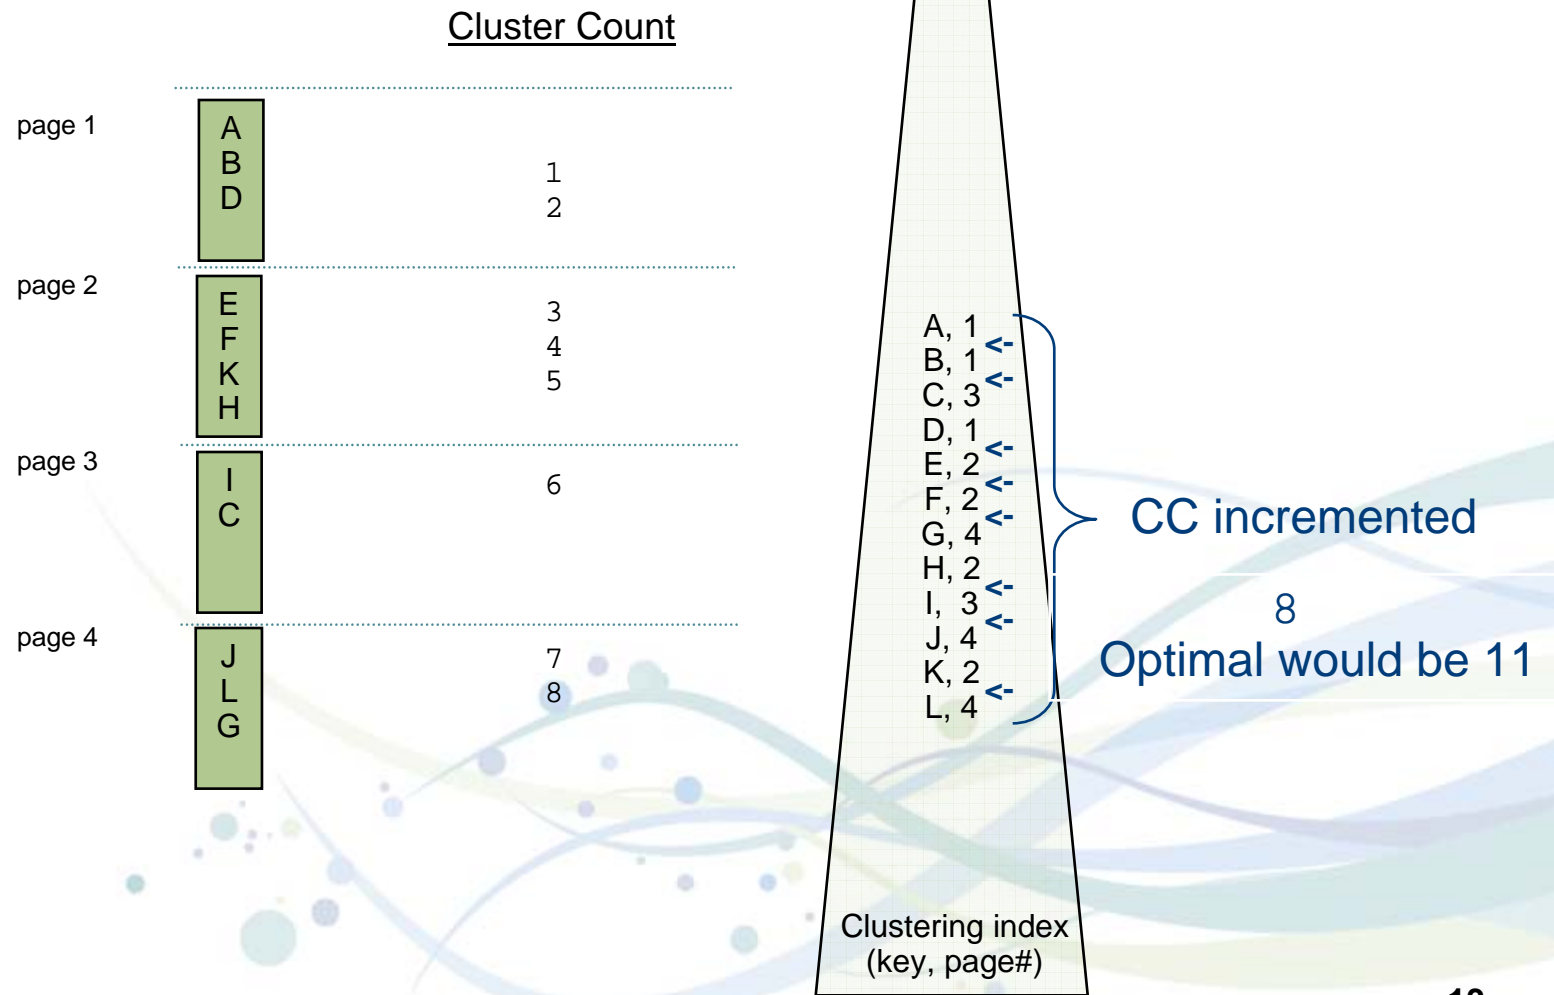 Cluster Count
page 1
A
B
D
1
2
page 2
E
F
K
H
3
4
5
page 3
I
C
6
page 4
J
L
G
7
8
A, 1
<-
B, 1
<-
C, 3
D, 1
<-
E, 2
<-
F, 2
<-
G, 4
H, 2
<-
I, 3
<-
J, 4
K, 2
<-
L, 4
CC incremented
8
Optimal would be 11
Clustering index
(key, page#)